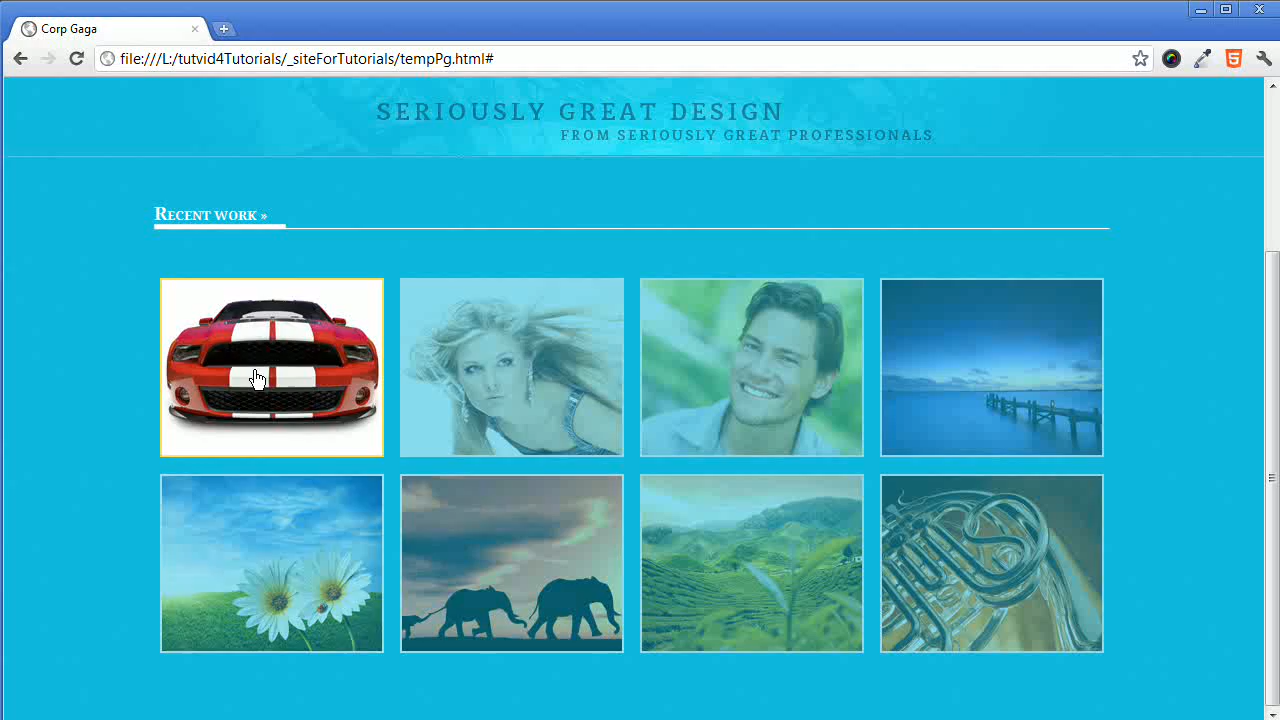 Corp Gaga
file:///L:/tutvid4Tutorials/_siteForTutorials/tempPg.html#
SERIOUSLY GREAT DESIGN
FROM SERIOUSLY GREAT PROFESSIONALS.
RECENT WORK »